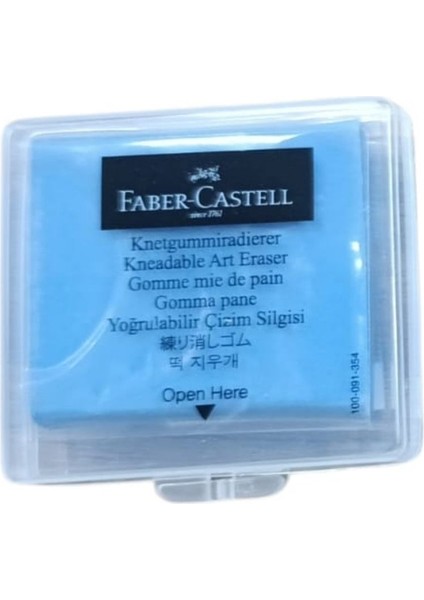 FABER-CASTELL
since 1761
Knetgummiradierer
Kneadable Art Eraser
Gomme mie de pain
Gomma pane
Yoğrulabilir Çizim Silgisi
練り消しゴム
떡 지우개
Open Here
100-091-354